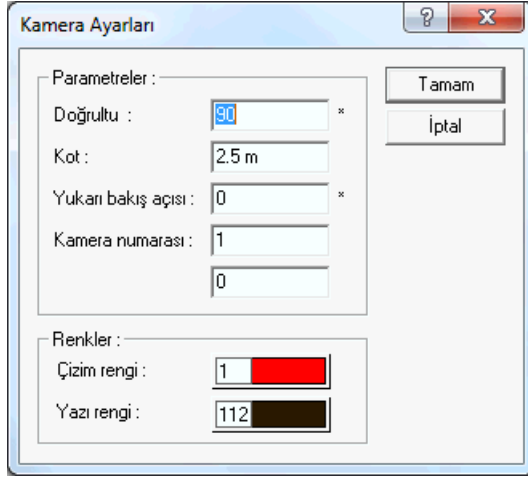 Kamera Ayarları
?
X
Parametreler :
Doğrultu : 90 °
Kot : 2.5 m
Yukarı bakış açısı : 0 °
Kamera numarası : 1
0
Tamam
İptal
Renkler :
Çizim rengi : 1
Yazı rengi : 112